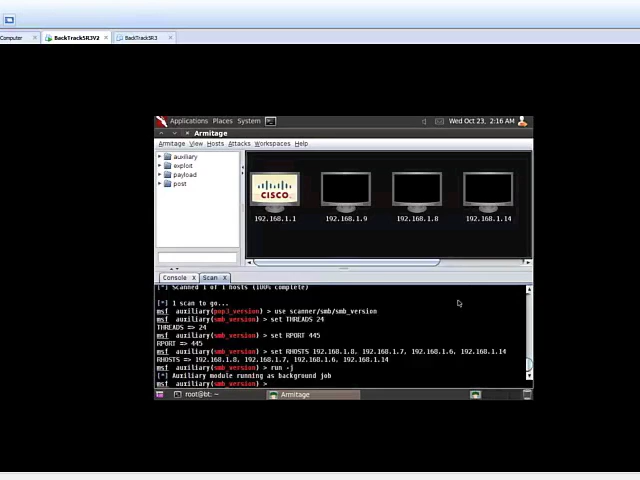 Computer x BackTrack5R3V2 x BackTrack5R3 x
Applications Places System Wed Oct 23, 2:16 AM
Armitage
Armitage View Hosts Attacks Workspaces Help
auxiliary
exploit
payload
post
CISCO
192.168.1.1 192.168.1.9 192.168.1.8 192.168.1.14
Console X Scan X
[*] Scanned 1 of 1 hosts (100% complete)
[*] 1 scan to go...
msf auxiliary(pop3_version) > use scanner/smb/smb_version
msf auxiliary(smb_version) > set THREADS 24
THREADS => 24
msf auxiliary(smb_version) > set RPORT 445
RPORT => 445
msf auxiliary(smb_version) > set RHOSTS 192.168.1.8, 192.168.1.7, 192.168.1.6, 192.168.1.14
RHOSTS => 192.168.1.8, 192.168.1.7, 192.168.1.6, 192.168.1.14
msf auxiliary(smb_version) > run -j
[*] Auxiliary module running as background job
msf auxiliary(smb_version) >
root@bt: ~ Armitage